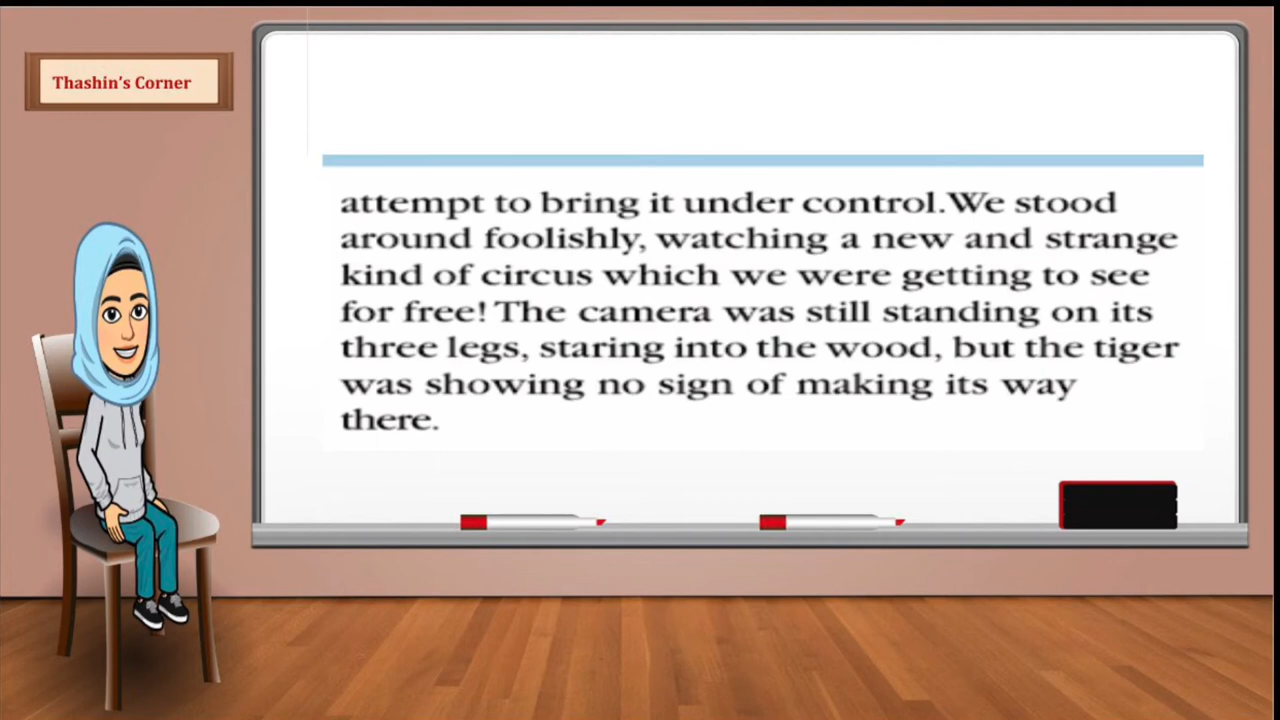 Thashin's Corner
attempt to bring it under control.We stood
around foolishly, watching a new and strange
kind of circus which we were getting to see
for free! The camera was still standing on its
three legs, staring into the wood, but the tiger
was showing no sign of making its way
there.